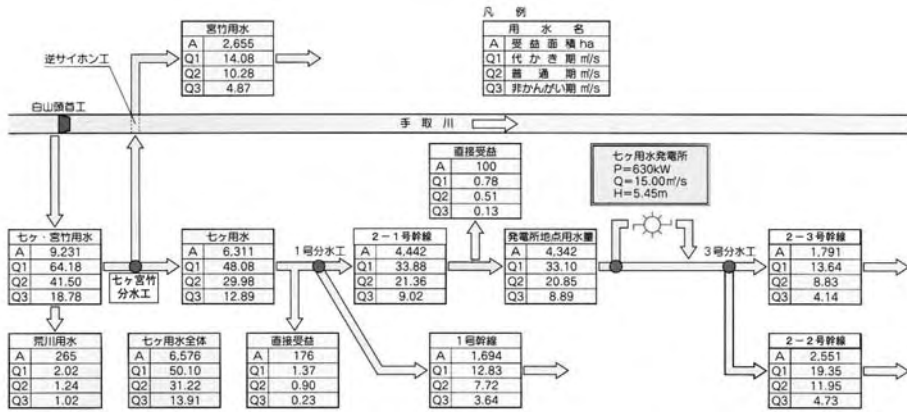 凡 例
用 水 名
A 受益面積 ha
Q1 代かき期 ㎥/s
Q2 普通期 ㎥/s
Q3 非かんがい期 ㎥/s
宮竹用水
A 2,655
Q1 14.08
Q2 10.28
Q3 4.87
逆サイホン工
白山頭首工
手 取 川
直接受益
A 100
Q1 0.78
Q2 0.51
Q3 0.13
七ヶ用水発電所
P=630kW
Q=15.00㎥/s
H=5.45m
七ヶ・宮竹用水
A 9,231
Q1 64.18
Q2 41.50
Q3 18.78
七ヶ宮竹
分水工
七ヶ用水
A 6,311
Q1 48.08
Q2 29.98
Q3 12.89
1号分水工
2−1号幹線
A 4,442
Q1 33.88
Q2 21.36
Q3 9.02
発電所地点用水量
A 4,342
Q1 33.10
Q2 20.85
Q3 8.89
3号分水工
2−3号幹線
A 1,791
Q1 13.64
Q2 8.83
Q3 4.14
荒川用水
A 265
Q1 2.02
Q2 1.24
Q3 1.02
七ヶ用水全体
A 6,576
Q1 50.10
Q2 31.22
Q3 13.91
直接受益
A 176
Q1 1.37
Q2 0.90
Q3 0.23
1号幹線
A 1,694
Q1 12.83
Q2 7.72
Q3 3.64
2−2号幹線
A 2,551
Q1 19.35
Q2 11.95
Q3 4.73